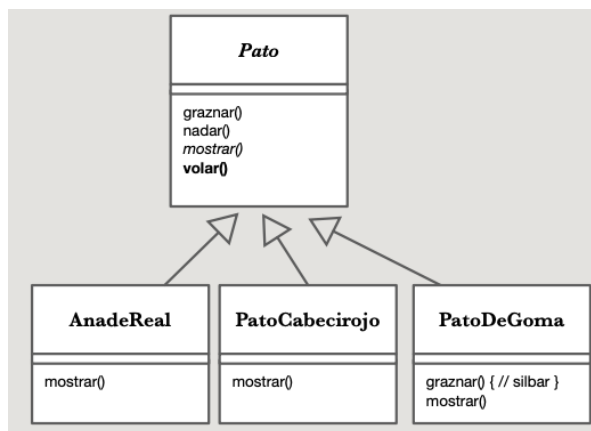 Pato
graznar()
nadar()
mostrar()
volar()
AnadeReal
mostrar()
PatoCabecirojo
mostrar()
PatoDeGoma
graznar() { // silbar }
mostrar()